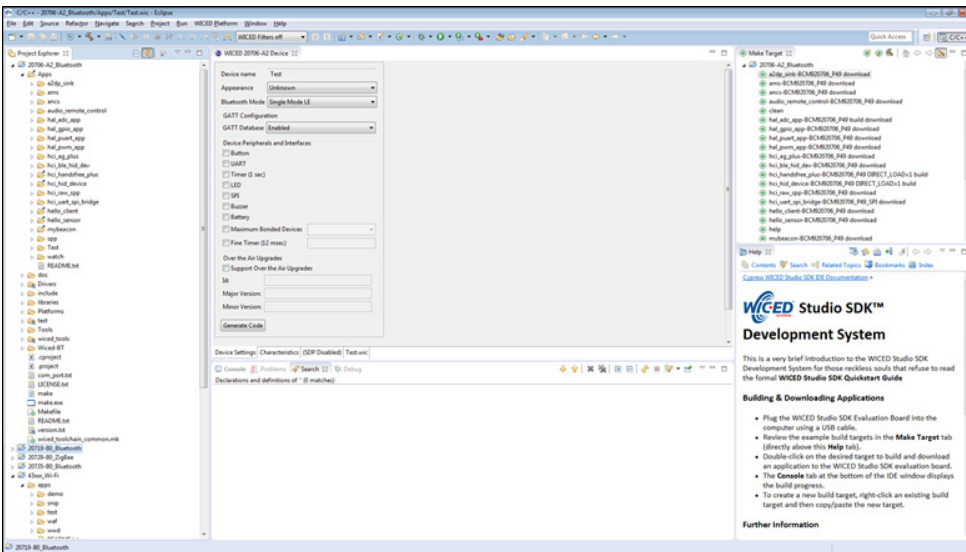 C/C++ - 20706-A2_Bluetooth/Apps/Test/Test.wic - Eclipse
File Edit Source Refactor Navigate Search Project Run WICED Platform Window Help
WICED Filters off
Quick Access
C/C++
Project Explorer
20706-A2_Bluetooth
Apps
a2dp_sink
ams
ancs
audio_remote_control
hal_adc_app
hal_gpio_app
hal_puart_app
hal_pwm_app
hci_ag_plus
hci_ble_hid_dev
hci_handsfree_plus
hci_hid_device
hci_raw_spp
hci_uart_spi_bridge
hello_client
hello_sensor
mybeacon
spp
Test
watch
README.txt
doc
Drivers
include
libraries
Platforms
test
Tools
wiced_tools
Wiced-BT
.cproject
.project
com_port.txt
LICENSE.txt
make
make.exe
Makefile
README.txt
version.txt
wiced_toolchain_common.mk
20719-B0_Bluetooth
20729-B0_ZigBee
20735-B0_Bluetooth
43xxx_Wi-Fi
apps
demo
snip
test
waf
wwd
20719-B0_Bluetooth
WICED 20706-A2 Device
Device name Test
Appearance Unknown
Bluetooth Mode Single Mode LE
GATT Configuration
GATT Database Enabled
Device Peripherals and Interfaces
Button
UART
Timer (1 sec)
LED
SPI
Buzzer
Battery
Maximum Bonded Devices
Fine Timer (12 msec)
Over the Air Upgrades
Support Over the Air Upgrades
Id:
Major Version:
Minor Version:
Generate Code
Device Settings Characteristics (SDP Disabled) Test.wic
Console Problems Search Debug
Declarations and definitions of '' (0 matches)
Make Target
20706-A2_Bluetooth
a2dp_sink-BCM920706_P49 download
ams-BCM920706_P49 download
ancs-BCM920706_P49 download
audio_remote_control-BCM920706_P49 download
clean
hal_adc_app-BCM920706_P49 build download
hal_gpio_app-BCM920706_P49 download
hal_puart_app-BCM920706_P49 download
hal_pwm_app-BCM920706_P49 download
hci_ag_plus-BCM920706_P49 download
hci_ble_hid_dev-BCM920706_P49 download
hci_handsfree_plus-BCM920706_P49 DIRECT_LOAD=1 build
hci_hid_device-BCM920706_P49 DIRECT_LOAD=1 build
hci_raw_spp-BCM920706_P49 download
hci_uart_spi_bridge-BCM920706_P49_SPI download
hello_client-BCM920706_P49 download
hello_sensor-BCM920706_P49 download
help
mybeacon-BCM920706_P49 download
Help
Contents Search Related Topics Bookmarks Index
Cypress WICED Studio SDK IDE Documentation >
WICED Studio SDK™
Development System
This is a very brief introduction to the WICED Studio SDK
Development System for those reckless souls that refuse to read
the formal WICED Studio SDK Quickstart Guide
Building & Downloading Applications
• Plug the WICED Studio SDK Evaluation Board into the
computer using a USB cable.
• Review the example build targets in the Make Target tab
(directly above this Help tab).
• Double-click on the desired target to build and download
an application to the WICED Studio SDK evaluation board.
• The Console tab at the bottom of the IDE window displays
the build progress.
• To create a new build target, right-click an existing build
target and then copy/paste the new target.
Further Information